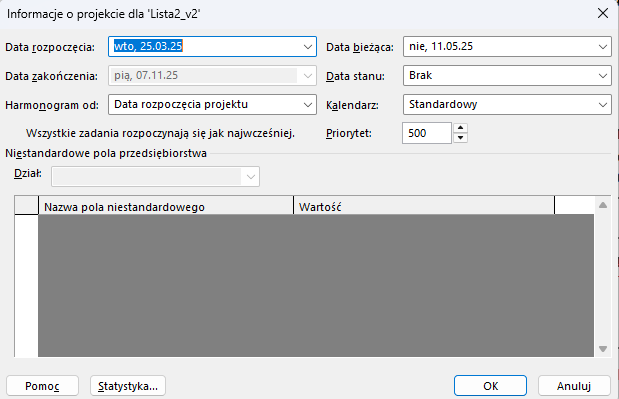 Informacje o projekcie dla 'Lista2_v2'
Data rozpoczęcia: wto, 25.03.25 Data bieżąca: nie, 11.05.25
Data zakończenia: pią, 07.11.25 Data stanu: Brak
Harmonogram od: Data rozpoczęcia projektu Kalendarz: Standardowy
Wszystkie zadania rozpoczynają się jak najwcześniej. Priorytet: 500
Niestandardowe pola przedsiębiorstwa
Dział:
Nazwa pola niestandardowego Wartość
Pomoc Statystyka... OK Anuluj